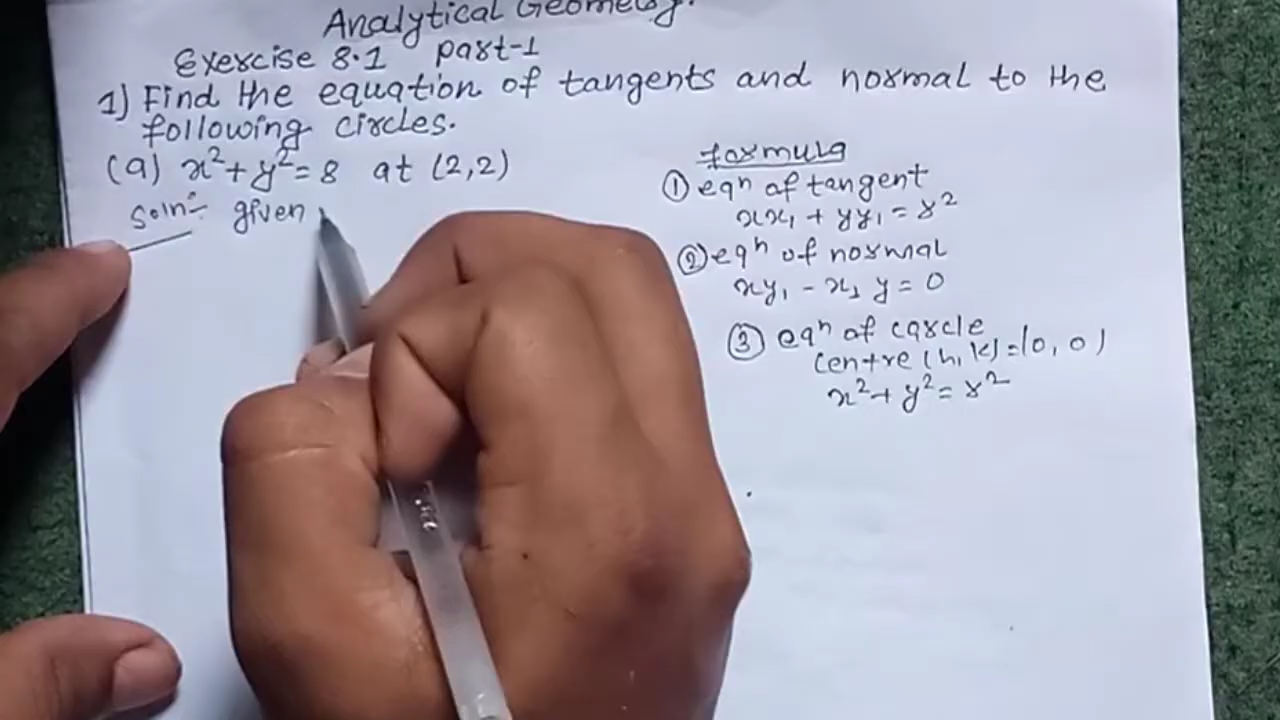 Analytical Geometry.
Exercise 8.1 part-1
1) Find the equation of tangents and normal to the
following circles.
(a) x²+y²=8 at (2,2)
Soln:- given
formula
① eqⁿ of tangent
xx₁ + yy₁ = r²
② eqⁿ of normal
xy₁ - x₁y = 0
③ eqⁿ of carcle
centre (h,k)=(0,0)
x²+y²=r²